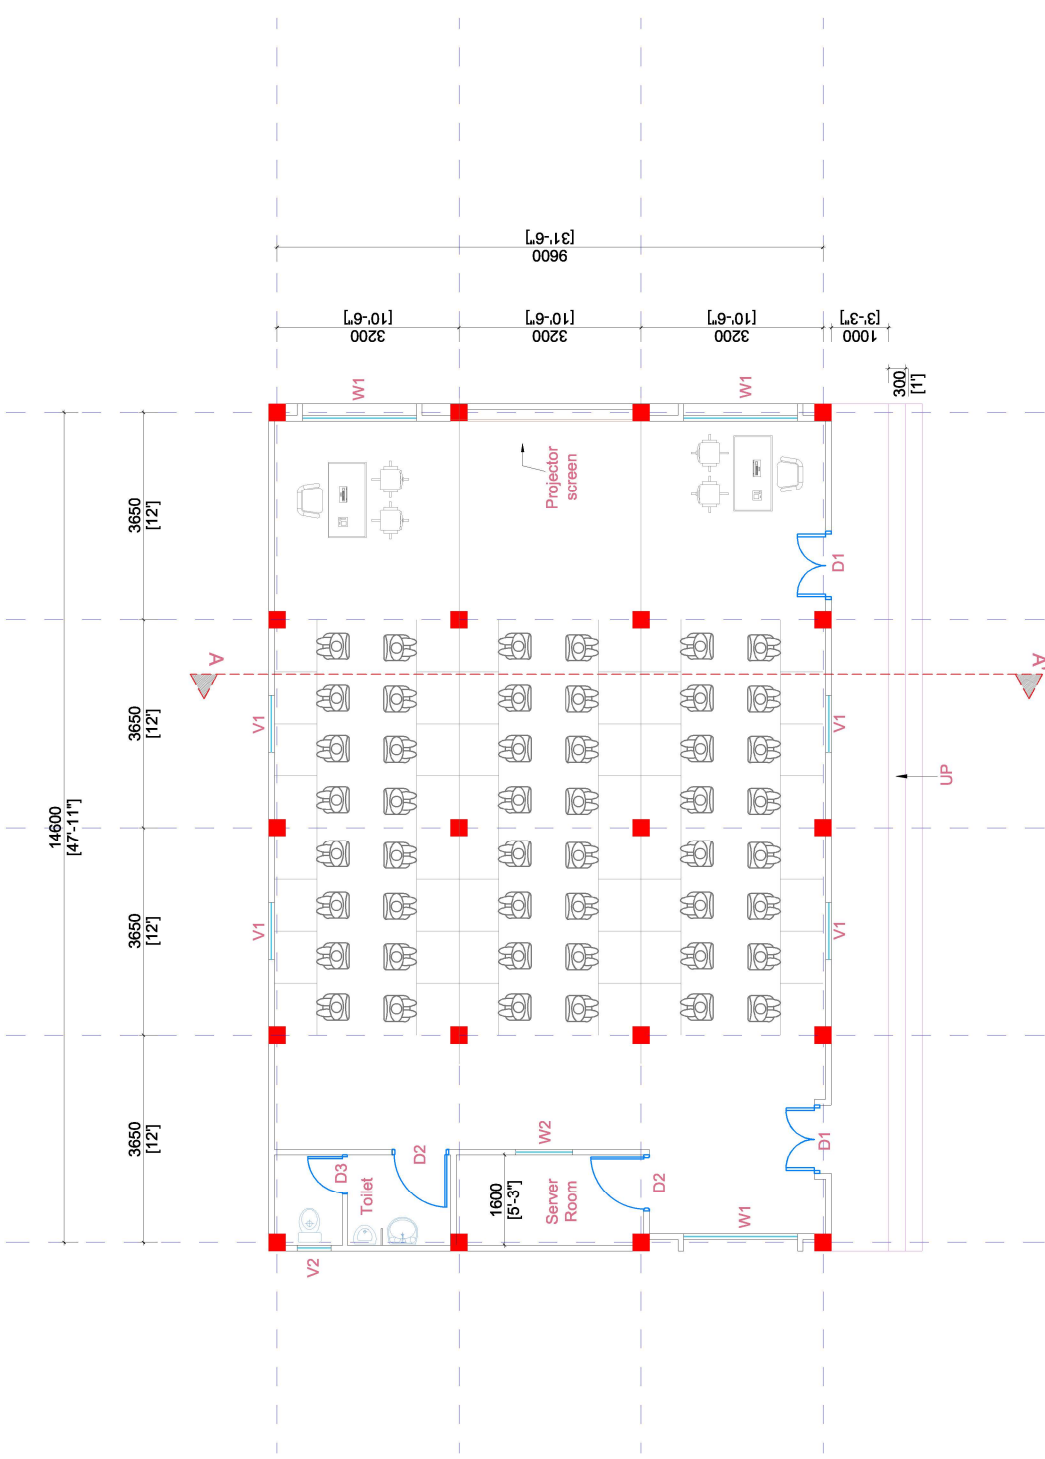 9600
[31'-6"]
3200
[10'-6"]
3200
[10'-6"]
3200
[10'-6"]
1000
[3'-3"]
300
[1']
W1
W1
Projector
screen
D1
14600
[47'-11"]
3650
[12']
3650
[12']
3650
[12']
3650
[12']
A
A'
V1
V1
V1
V1
UP
D3
Toilet
D2
W2
1600
[5'-3"]
Server
Room
D2
D1
W1
V2